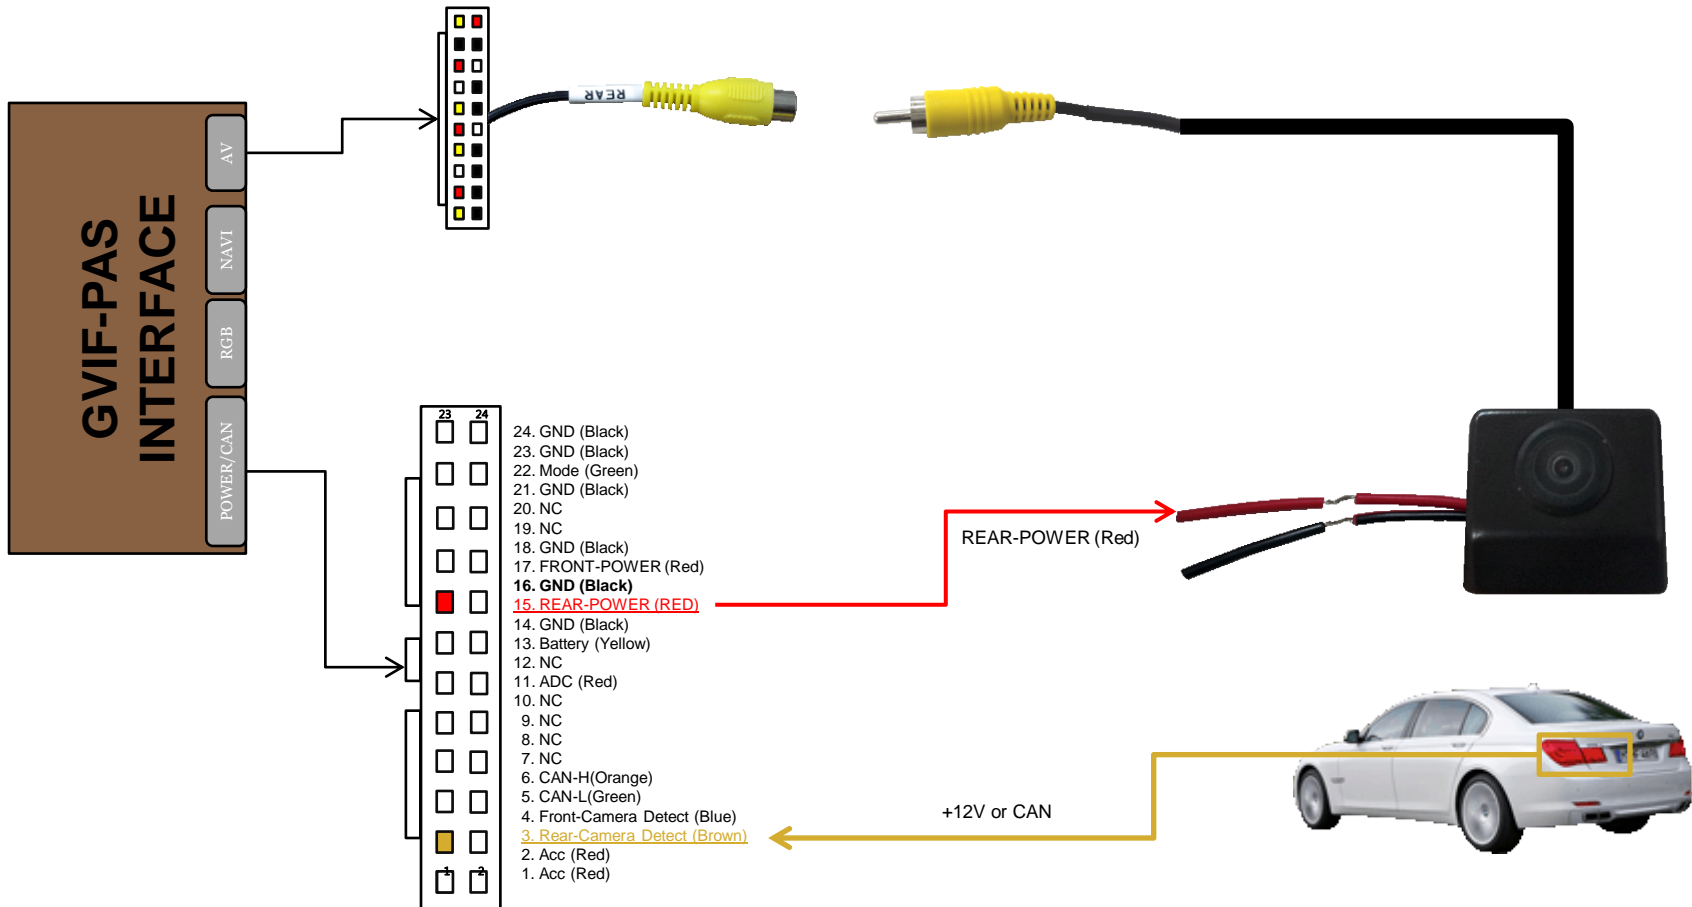 GVIF-PAS
INTERFACE
AV
NAVI
RGB
POWER/CAN
REAR
23 24
24. GND (Black)
23. GND (Black)
22. Mode (Green)
21. GND (Black)
20. NC
19. NC
18. GND (Black)
17. FRONT-POWER (Red)
16. GND (Black)
15. REAR-POWER (RED)
14. GND (Black)
13. Battery (Yellow)
12. NC
11. ADC (Red)
10. NC
9. NC
8. NC
7. NC
6. CAN-H(Orange)
5. CAN-L(Green)
4. Front-Camera Detect (Blue)
3. Rear-Camera Detect (Brown)
2. Acc (Red)
1. Acc (Red)
1 2
REAR-POWER (Red)
+12V or CAN